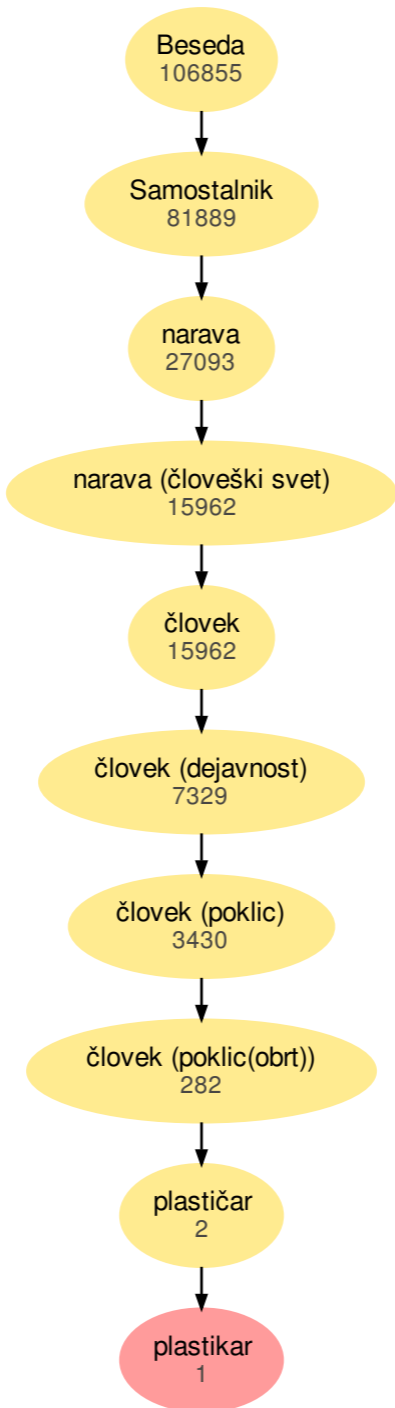 Beseda
106855
Samostalnik
81889
narava
27093
narava (človeški svet)
15962
človek
15962
človek (dejavnost)
7329
človek (poklic)
3430
človek (poklic(obrt))
282
plastičar
2
plastikar
1